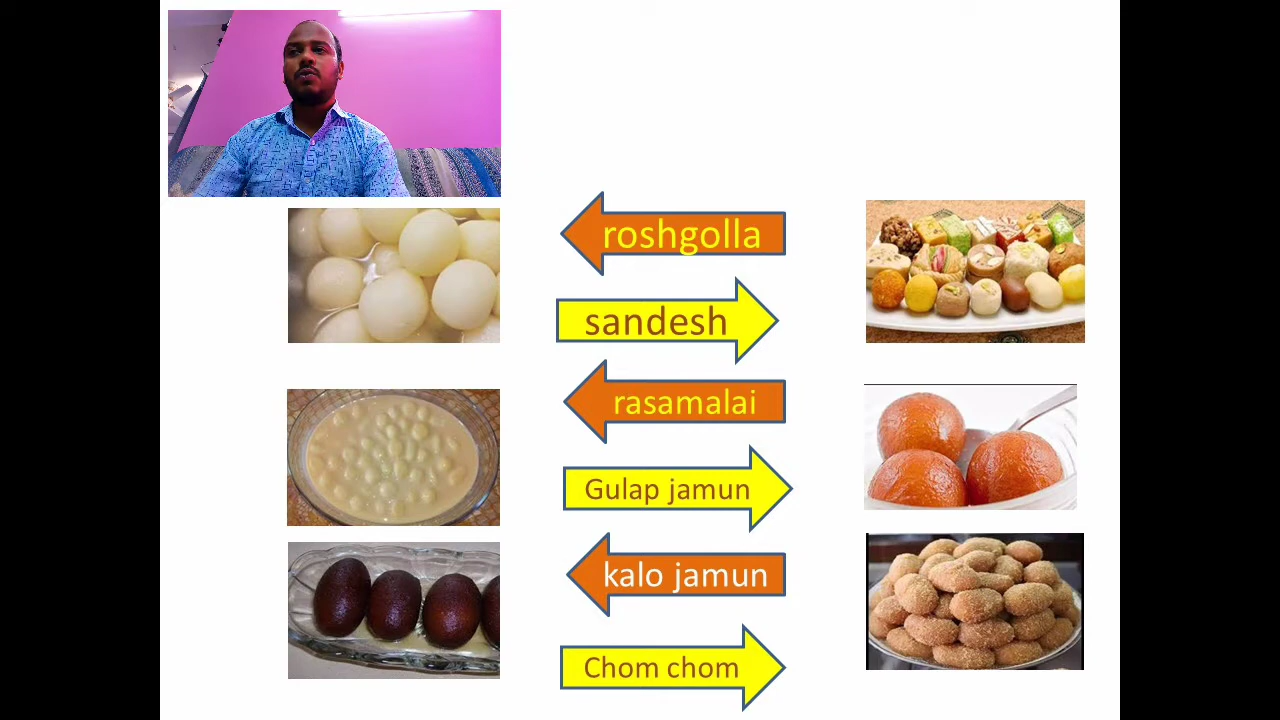 roshgolla
sandesh
rasamalai
Gulap jamun
kalo jamun
Chom chom